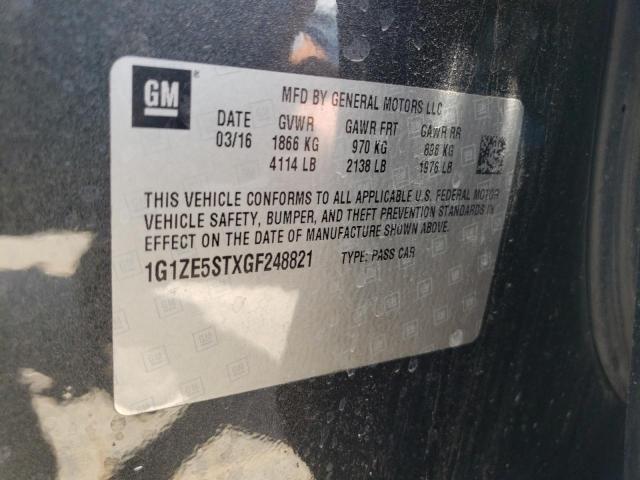 GM
MFD BY GENERAL MOTORS LLC
DATE GVWR GAWR FRT GAWR RR
03/16 1866 KG 970 KG 896 KG
4114 LB 2138 LB 1976 LB
THIS VEHICLE CONFORMS TO ALL APPLICABLE U.S. FEDERAL MOTOR
VEHICLE SAFETY, BUMPER, AND THEFT PREVENTION STANDARDS IN
EFFECT ON THE DATE OF MANUFACTURE SHOWN ABOVE.
1G1ZE5STXGF248821 TYPE: PASS CAR